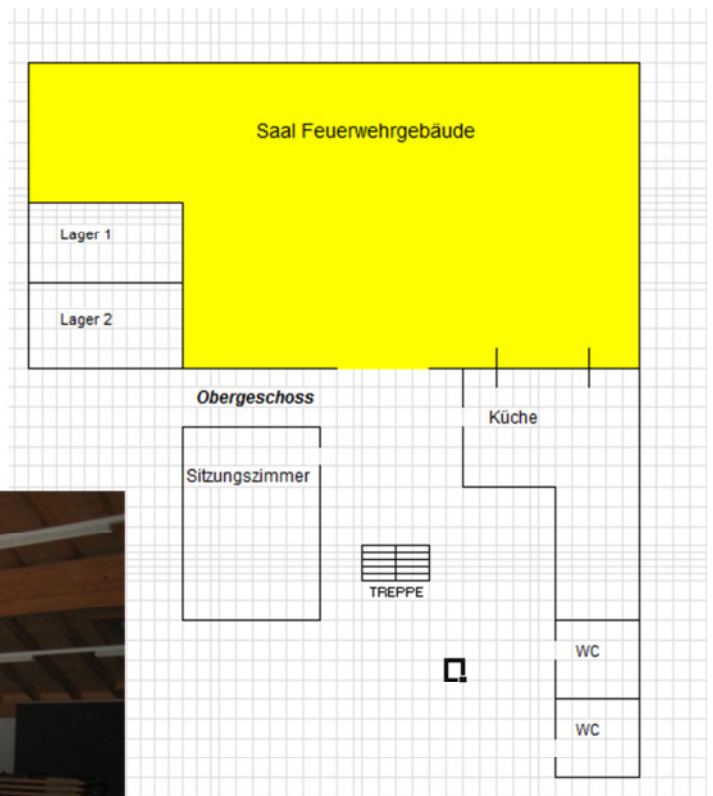 Saal Feuerwehrgebäude
Lager 1
Lager 2
Obergeschoss
Küche
Sitzungszimmer
TREPPE
WC
WC